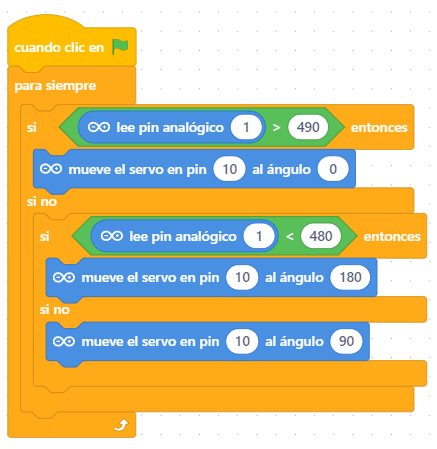 cuando clic en
para siempre
si lee pin analógico 1 > 490 entonces
mueve el servo en pin 10 al ángulo 0
si no
si lee pin analógico 1 < 480 entonces
mueve el servo en pin 10 al ángulo 180
si no
mueve el servo en pin 10 al ángulo 90